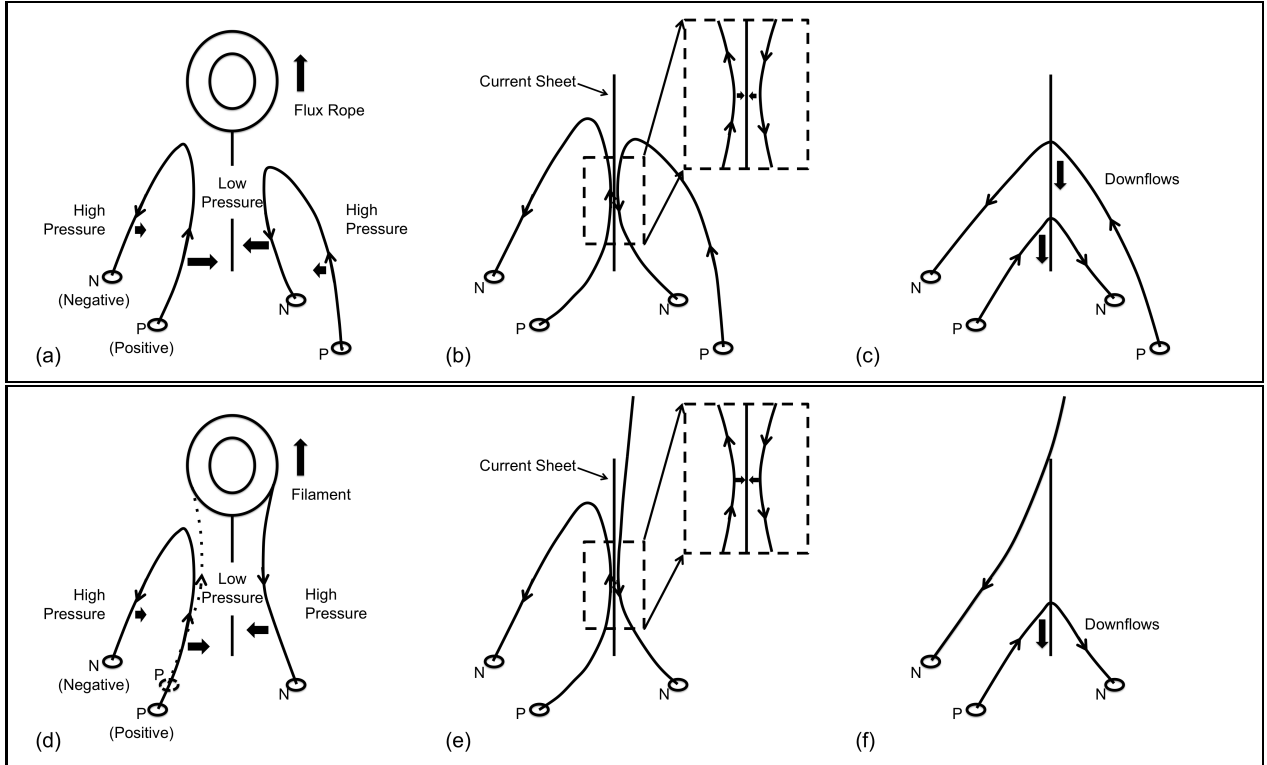 Flux Rope
Low
Pressure
High
Pressure
High
Pressure
N
(Negative)
P
(Positive)
N
P
(a)
Current Sheet
N
P
N
P
(b)
Downflows
N
P
N
P
(c)
Filament
Low
Pressure
High
Pressure
High
Pressure
N
(Negative)
P
P
(Positive)
N
(d)
Current Sheet
N
P
N
(e)
Downflows
N
P
N
(f)